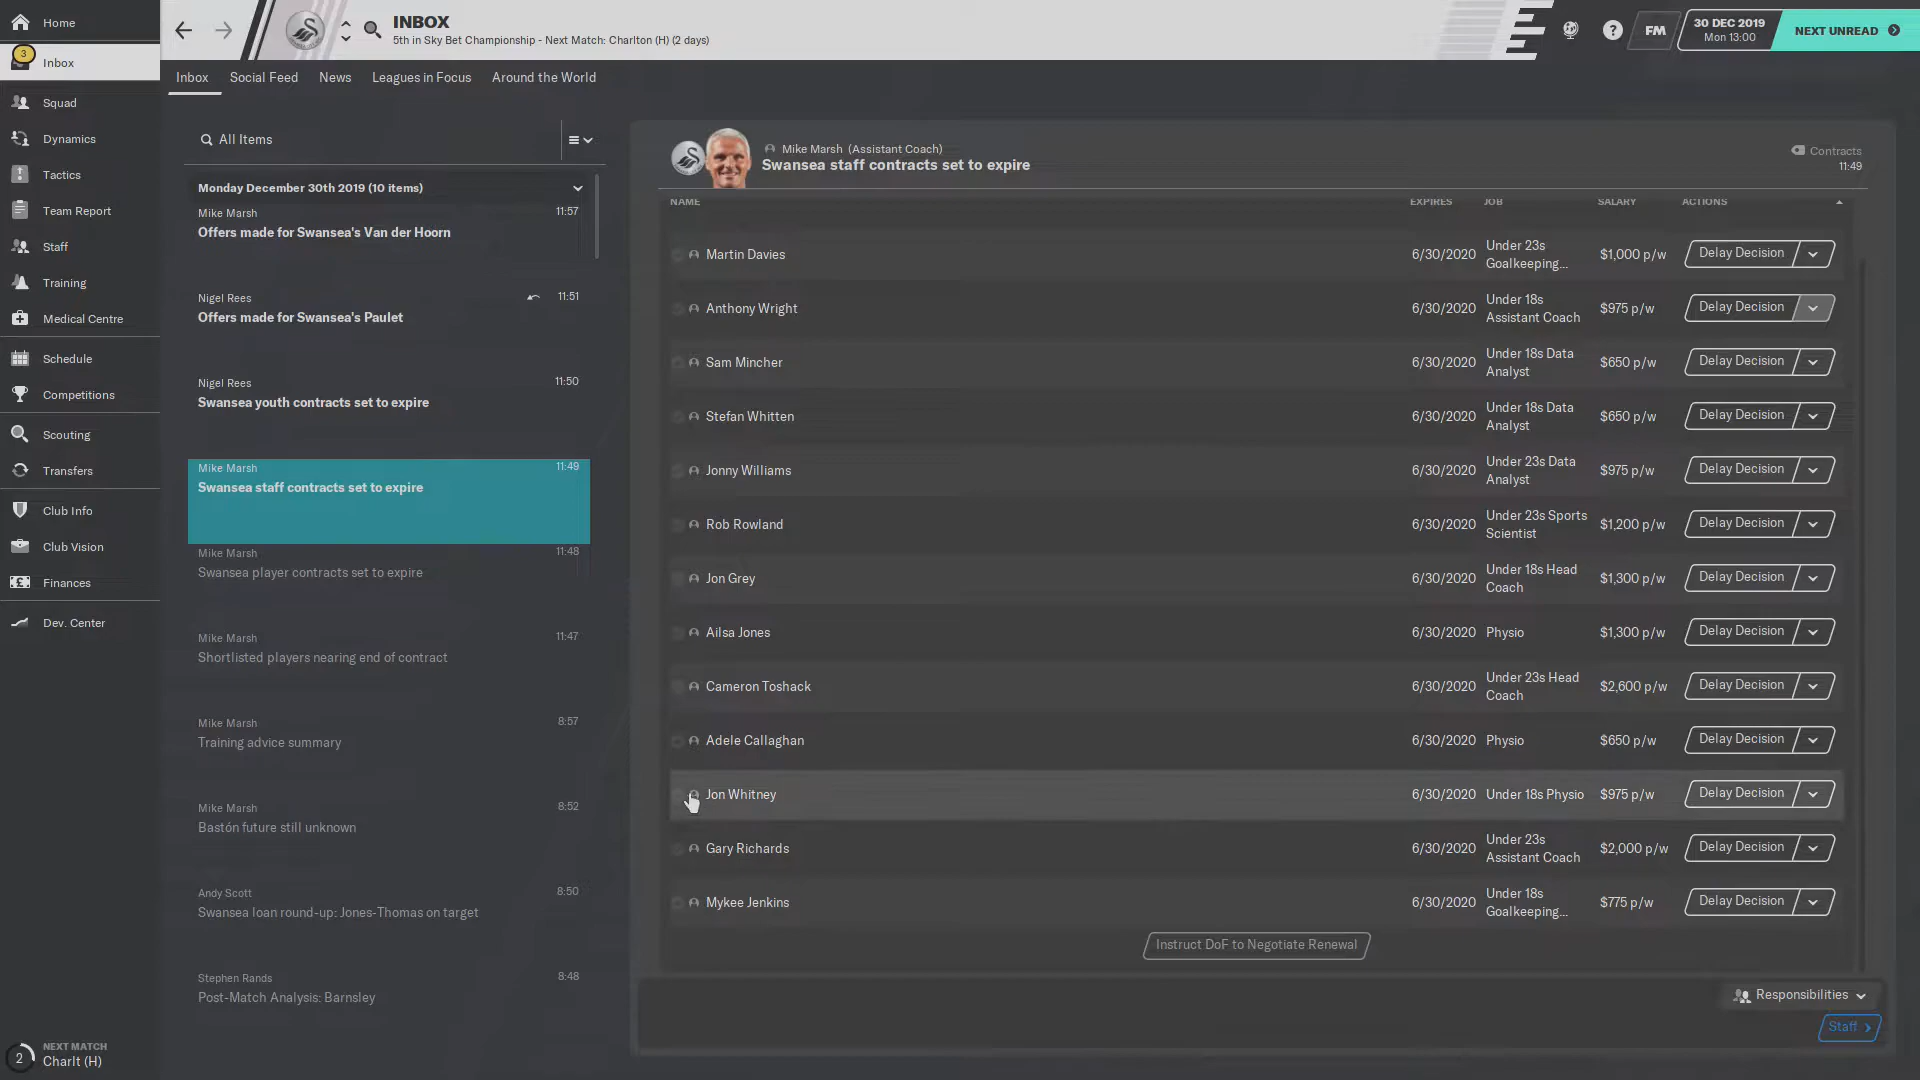 Home
3
Inbox
Squad
Dynamics
Tactics
Team Report
Staff
Training
Medical Centre
Schedule
Competitions
Scouting
Transfers
Club Info
Club Vision
Finances
Dev. Center
2
NEXT MATCH
Charlt (H)
INBOX
5th in Sky Bet Championship - Next Match: Charlton (H) (2 days)
?
FM
30 DEC 2019
Mon 13:00
NEXT UNREAD
Inbox Social Feed News Leagues in Focus Around the World
All Items
Monday December 30th 2019 (10 items)
Mike Marsh 11:57
Offers made for Swansea's Van der Hoorn
Nigel Rees 11:51
Offers made for Swansea's Paulet
Nigel Rees 11:50
Swansea youth contracts set to expire
Mike Marsh 11:49
Swansea staff contracts set to expire
Mike Marsh 11:48
Swansea player contracts set to expire
Mike Marsh 11:47
Shortlisted players nearing end of contract
Mike Marsh 8:57
Training advice summary
Mike Marsh 8:52
Bastón future still unknown
Andy Scott 8:50
Swansea loan round-up: Jones-Thomas on target
Stephen Rands 8:48
Post-Match Analysis: Barnsley
Mike Marsh (Assistant Coach)
Swansea staff contracts set to expire
Contracts
11:49
NAME EXPIRES JOB SALARY ACTIONS
Martin Davies 6/30/2020 Under 23s Goalkeeping... $1,000 p/w Delay Decision
Anthony Wright 6/30/2020 Under 18s Assistant Coach $975 p/w Delay Decision
Sam Mincher 6/30/2020 Under 18s Data Analyst $650 p/w Delay Decision
Stefan Whitten 6/30/2020 Under 18s Data Analyst $650 p/w Delay Decision
Jonny Williams 6/30/2020 Under 23s Data Analyst $975 p/w Delay Decision
Rob Rowland 6/30/2020 Under 23s Sports Scientist $1,200 p/w Delay Decision
Jon Grey 6/30/2020 Under 18s Head Coach $1,300 p/w Delay Decision
Ailsa Jones 6/30/2020 Physio $1,300 p/w Delay Decision
Cameron Toshack 6/30/2020 Under 23s Head Coach $2,600 p/w Delay Decision
Adele Callaghan 6/30/2020 Physio $650 p/w Delay Decision
Jon Whitney 6/30/2020 Under 18s Physio $975 p/w Delay Decision
Gary Richards 6/30/2020 Under 23s Assistant Coach $2,000 p/w Delay Decision
Mykee Jenkins 6/30/2020 Under 18s Goalkeeping... $775 p/w Delay Decision
Instruct DoF to Negotiate Renewal
Responsibilities
Staff